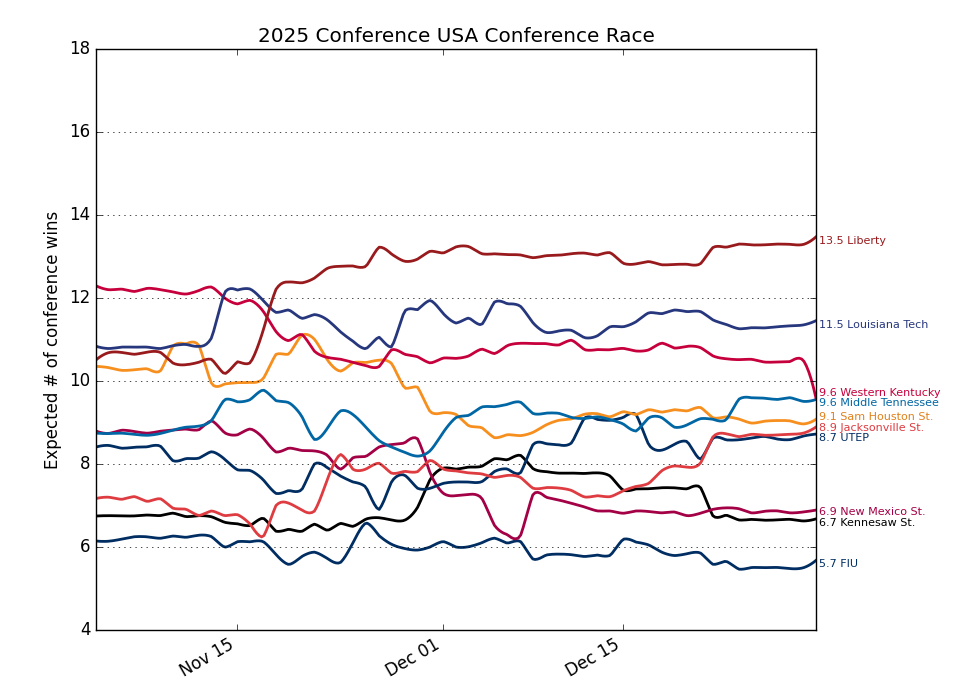 2025 Conference USA Conference Race
18
16
14
12
10
8
6
4
Expected # of conference wins
Nov 15
Dec 01
Dec 15
13.5 Liberty
11.5 Louisiana Tech
9.6 Western Kentucky
9.6 Middle Tennessee
9.1 Sam Houston St.
8.9 Jacksonville St.
8.7 UTEP
6.9 New Mexico St.
6.7 Kennesaw St.
5.7 FIU